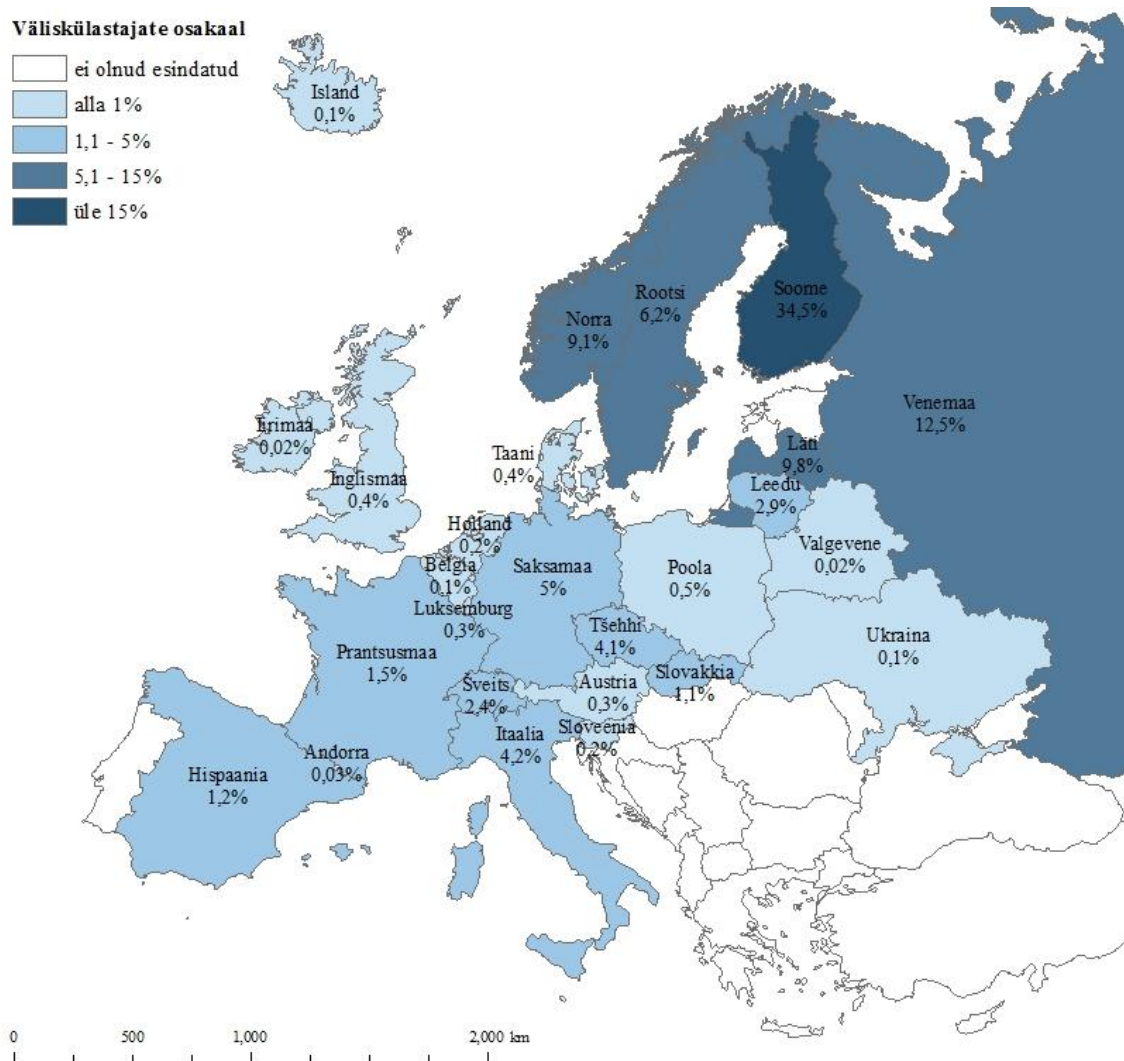 Väliskülastajate osakaal
ei olnud esindatud
alla 1%
1,1 - 5%
5,1 - 15%
üle 15%
Island
0,1%
Soome
34,5%
Rootsi
6,2%
Norra
9,1%
Venemaa
12,5%
Iirimaa
0,02%
Inglismaa
0,4%
Taani
0,4%
Läti
9,8%
Leedu
2,9%
Holland
0,2%
Belgia
0,1%
Luksemburg
0,3%
Saksamaa
5%
Poola
0,5%
Valgevene
0,02%
Tšehhi
4,1%
Ukraina
0,1%
Prantsusmaa
1,5%
Šveits
2,4%
Austria
0,3%
Slovakkia
1,1%
Sloveenia
0,2%
Itaalia
4,2%
Andorra
0,03%
Hispaania
1,2%
0 500 1,000 2,000 km